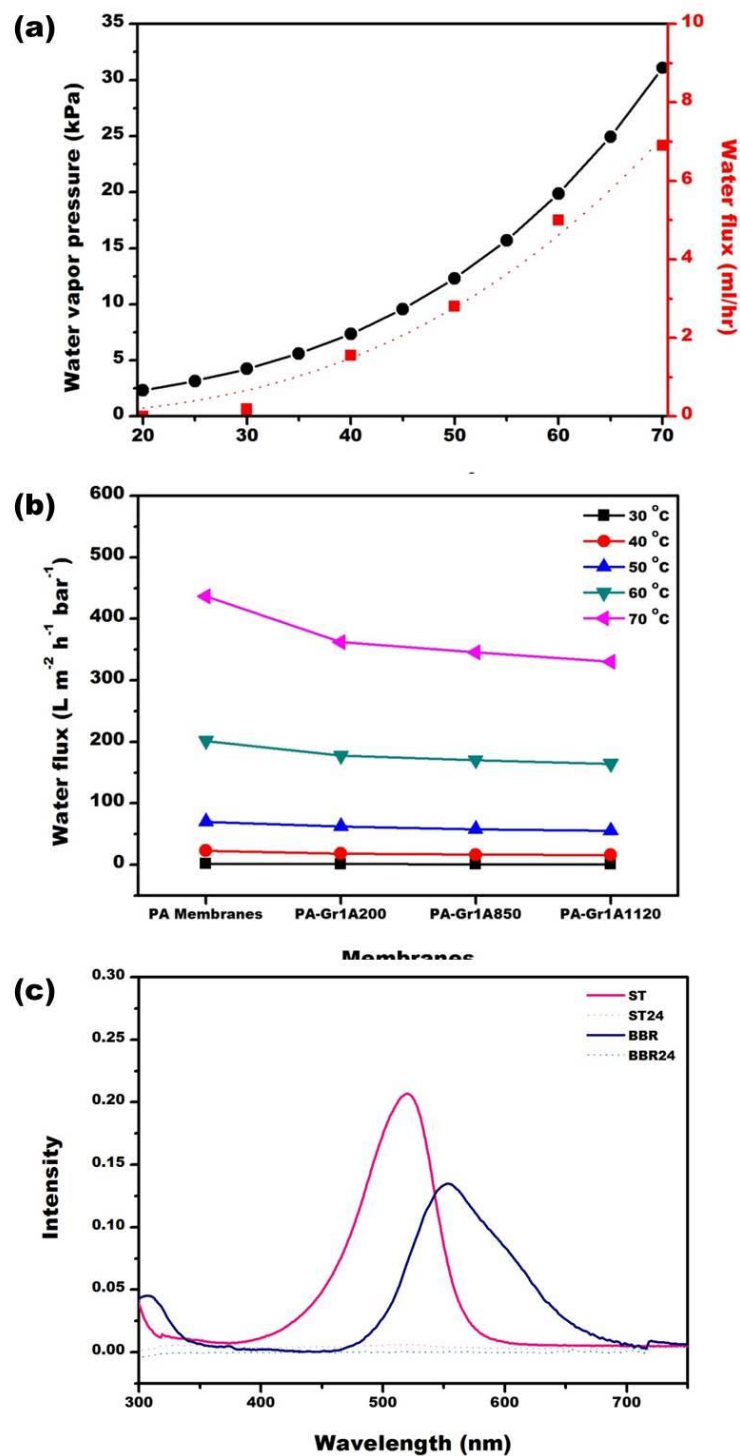 (a)
35
30
25
20
15
10
5
0
Water vapor pressure (kPa)
10
8
6
4
2
0
Water flux (ml/hr)
20 30 40 50 60 70
(b)
600
500
400
300
200
100
0
Water flux (L m⁻² h⁻¹ bar⁻¹)
30 °C
40 °C
50 °C
60 °C
70 °C
PA Membranes PA-Gr1A200 PA-Gr1A850 PA-Gr1A1120
Membranes
(c)
0.30
0.25
0.20
0.15
0.10
0.05
0.00
Intensity
ST
ST24
BBR
BBR24
300 400 500 600 700
Wavelength (nm)